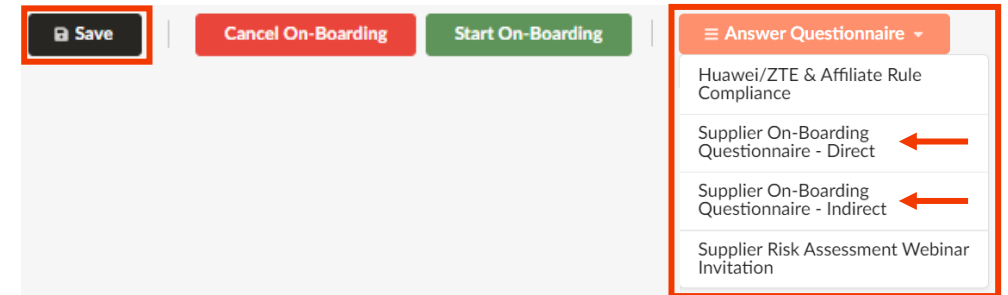 Save
Cancel On-Boarding
Start On-Boarding
Answer Questionnaire
Huawei/ZTE & Affiliate Rule
Compliance
Supplier On-Boarding
Questionnaire - Direct
Supplier On-Boarding
Questionnaire - Indirect
Supplier Risk Assessment Webinar
Invitation